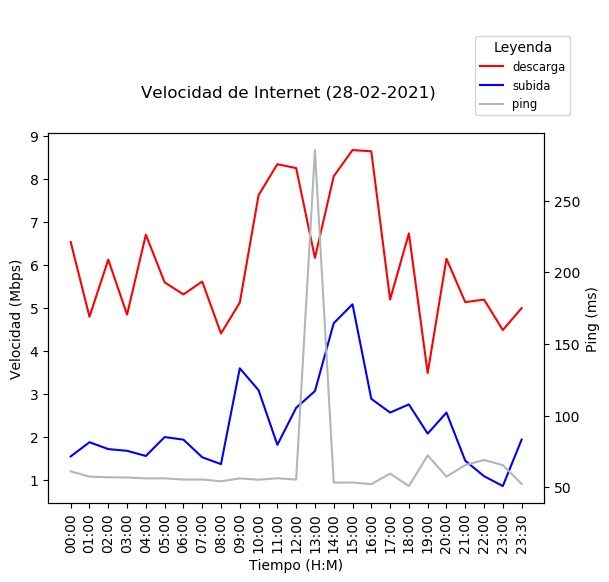 Leyenda
descarga
subida
ping
Velocidad de Internet (28-02-2021)
Velocidad (Mbps)
9
8
7
6
5
4
3
2
1
250
200
150
100
50
Ping (ms)
00:00 01:00 02:00 03:00 04:00 05:00 06:00 07:00 08:00 09:00 10:00 11:00 12:00 13:00 14:00 15:00 16:00 17:00 18:00 19:00 20:00 21:00 22:00 23:00 23:30
Tiempo (H:M)